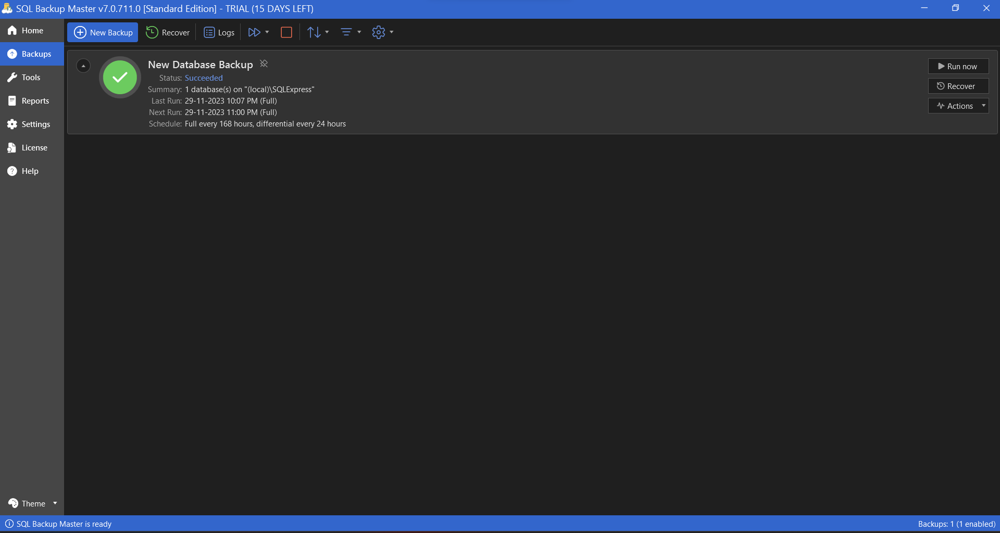 SQL Backup Master v7.0.711.0 [Standard Edition] - TRIAL (15 DAYS LEFT)
Home
Backups
Tools
Reports
Settings
License
Help
Theme
New Backup
Recover
Logs
New Database Backup
Status: Succeeded
Summary: 1 database(s) on "(local)\SQLExpress"
Last Run: 29-11-2023 10:07 PM (Full)
Next Run: 29-11-2023 11:00 PM (Full)
Schedule: Full every 168 hours, differential every 24 hours
Run now
Recover
Actions
SQL Backup Master is ready
Backups: 1 (1 enabled)